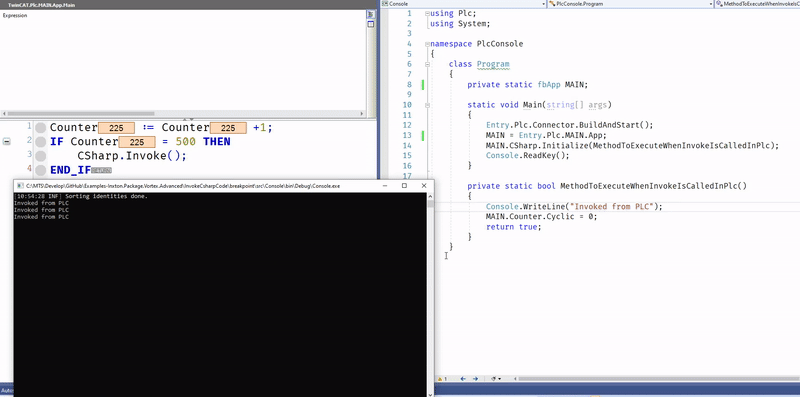 TwinCAT.Plc.MAIN.App.Main
Expression
1 Counter 225 := Counter 225 +1;
2 IF Counter 225 = 500 THEN
3 CSharp.Invoke();
4 END_IF
C:\MTS\Develop\GitHub\Examples-Inxton.Package.Vortex.Advanced\InvokeCsharpCode\breakpoint\src\Console\bin\Debug\Console.exe
[10:54:28 INF] Sorting identities done.
Invoked from PLC
Invoked from PLC
Invoked from PLC
Console
PlcConsole.Program
MethodToExecuteWhenInvokeIsC
1 using Plc;
2 using System;
3
4 namespace PlcConsole
5 {
6 class Program
7 {
8 private static fbApp MAIN;
9
10 static void Main(string[] args)
11 {
12 Entry.Plc.Connector.BuildAndStart();
13 MAIN = Entry.Plc.MAIN.App;
14 MAIN.CSharp.Initialize(MethodToExecuteWhenInvokeIsCalledInPlc);
15 Console.ReadKey();
16 }
17
18 private static bool MethodToExecuteWhenInvokeIsCalledInPlc()
19 {
20 Console.WriteLine("Invoked from PLC");
21 MAIN.Counter.Cyclic = 0;
22 return true;
23 }
24 }
1